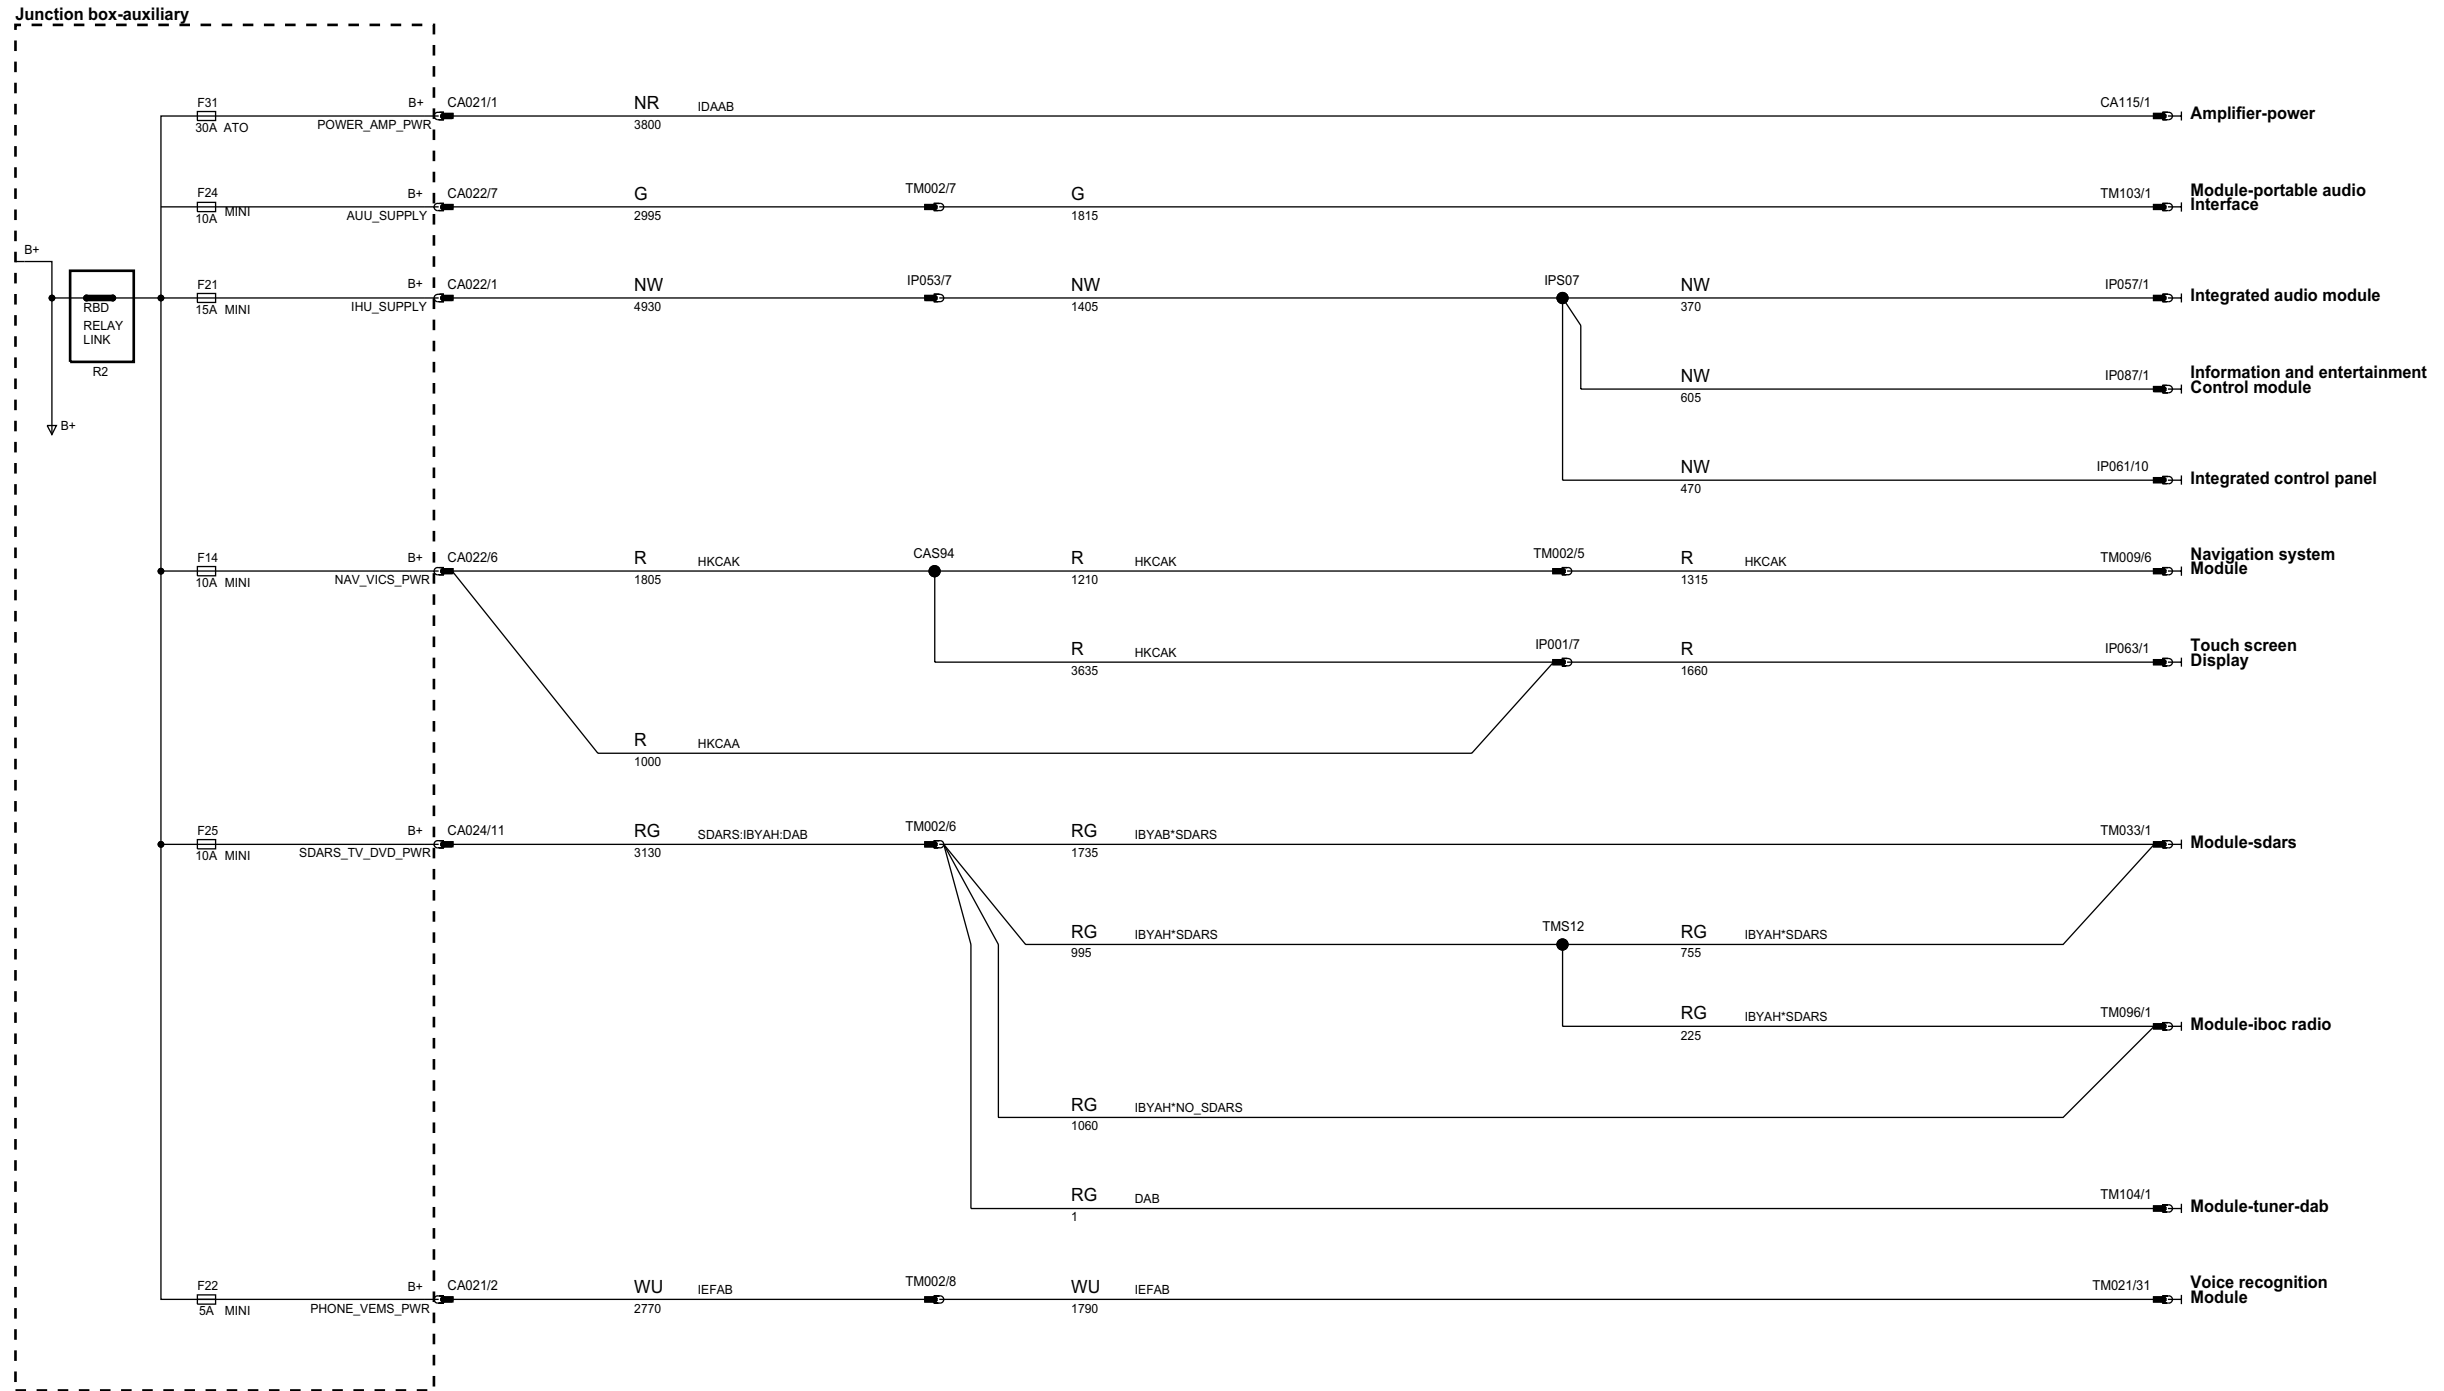 Junction box-auxiliary
F31 B+ CA021/1 NR IDAAB CA115/1 Amplifier-power
30A ATO POWER_AMP_PWR 3800
F24 B+ CA022/7 G TM002/7 G TM103/1 Module-portable audio
Interface
10A MINI AUU_SUPPLY 2995 1815
B+
F21 B+ CA022/1 NW IP053/7 NW IPS07 NW IP057/1 Integrated audio module
15A MINI IHU_SUPPLY 4930 1405 370
RBD
RELAY
LINK
R2
NW IP087/1 Information and entertainment
Control module
605
B+
NW IP061/10 Integrated control panel
470
F14 B+ CA022/6 R HKCAK CAS94 R HKCAK TM002/5 R HKCAK TM009/6 Navigation system
Module
10A MINI NAV_VICS_PWR 1805 1210 1315
R HKCAK IP001/7 R IP063/1 Touch screen
Display
3635 1660
R HKCAA
1000
F25 B+ CA024/11 RG SDARS:IBYAH:DAB TM002/6 RG IBYAB*SDARS TM033/1 Module-sdars
10A MINI SDARS_TV_DVD_PWR 3130 1735
RG IBYAH*SDARS TMS12 RG IBYAH*SDARS
995 755
RG IBYAH*SDARS TM096/1 Module-iboc radio
225
RG IBYAH*NO_SDARS
1060
RG DAB TM104/1 Module-tuner-dab
1
F22 B+ CA021/2 WU IEFAB TM002/8 WU IEFAB TM021/31 Voice recognition
Module
5A MINI PHONE_VEMS_PWR 2770 1790